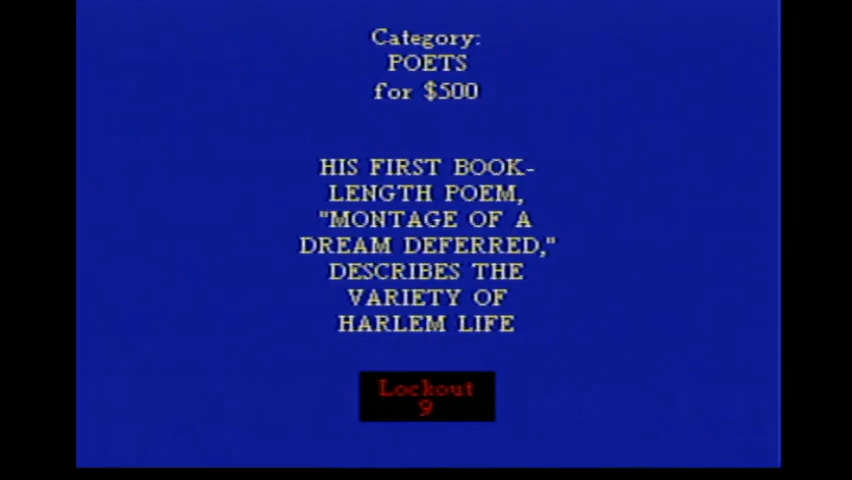 Category:
POETS
for $500
HIS FIRST BOOK-
LENGTH POEM,
"MONTAGE OF A
DREAM DEFERRED,"
DESCRIBES THE
VARIETY OF
HARLEM LIFE
Lockout
9